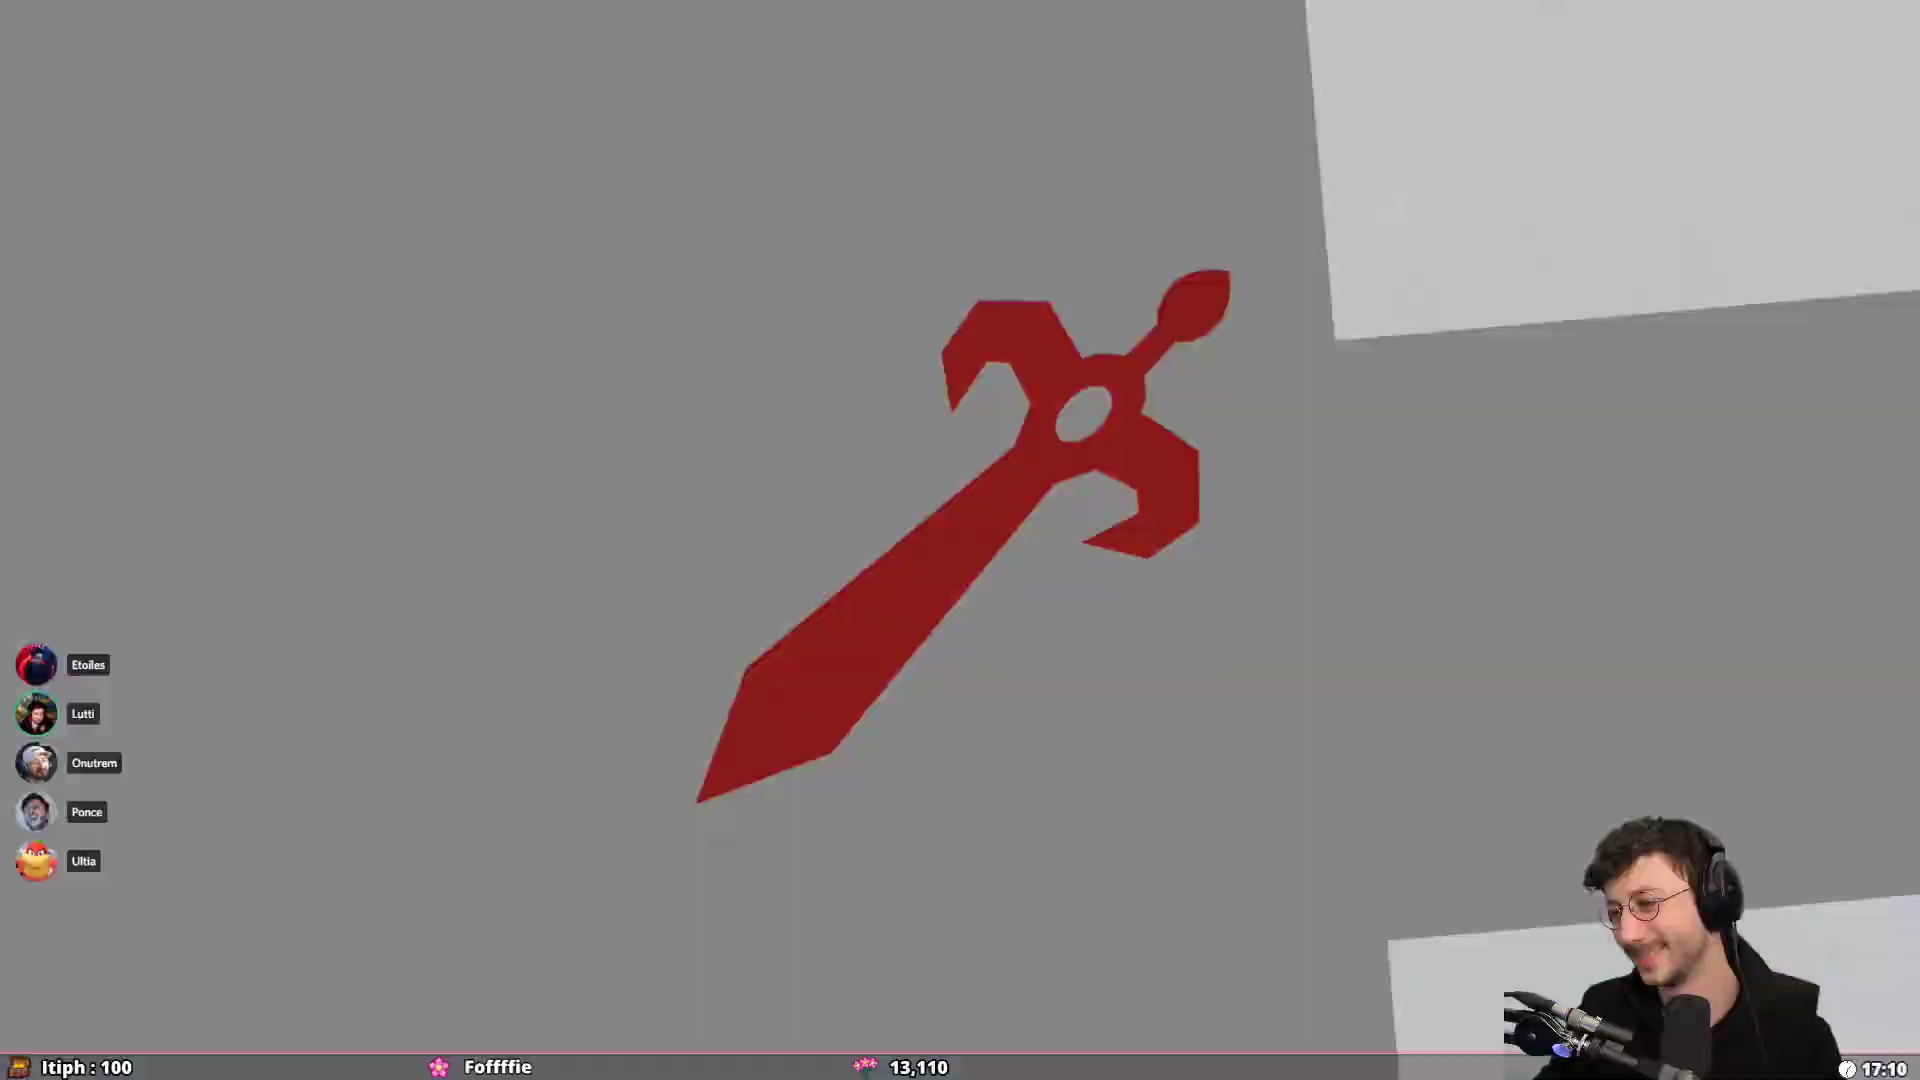 Etoiles
Lutti
Onutrem
Ponce
Ultia
Itiph : 100
Foffffie
13,110
17:10